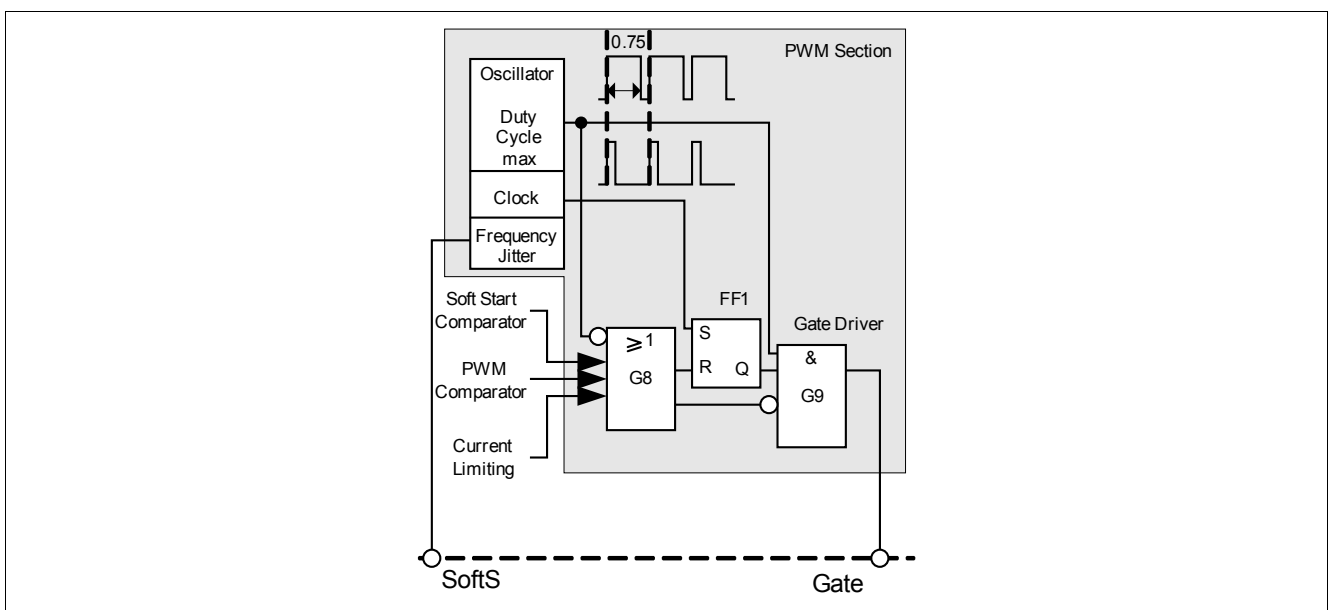 0.75
PWM Section
Oscillator
Duty
Cycle
max
Clock
Frequency
Jitter
Soft Start
Comparator
PWM
Comparator
Current
Limiting
FF1
Gate Driver
≥1
G8
S
R Q
&
G9
SoftS
Gate